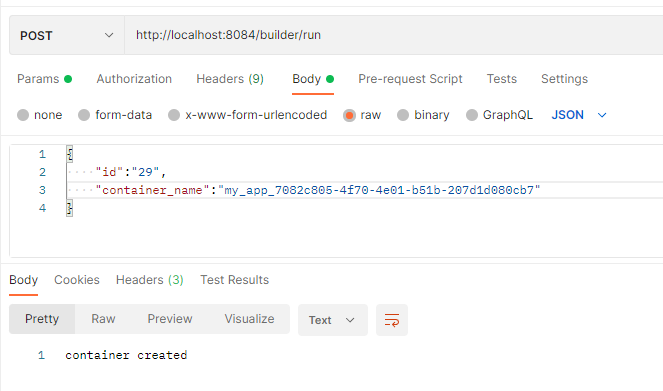 POST http://localhost:8084/builder/run
Params Authorization Headers (9) Body Pre-request Script Tests Settings
none form-data x-www-form-urlencoded raw binary GraphQL JSON
1 {
2 ····"id":"29",
3 ····"container_name":"my_app_7082c805-4f70-4e01-b51b-207d1d080cb7"
4 }
Body Cookies Headers (3) Test Results
Pretty Raw Preview Visualize Text
1 container created